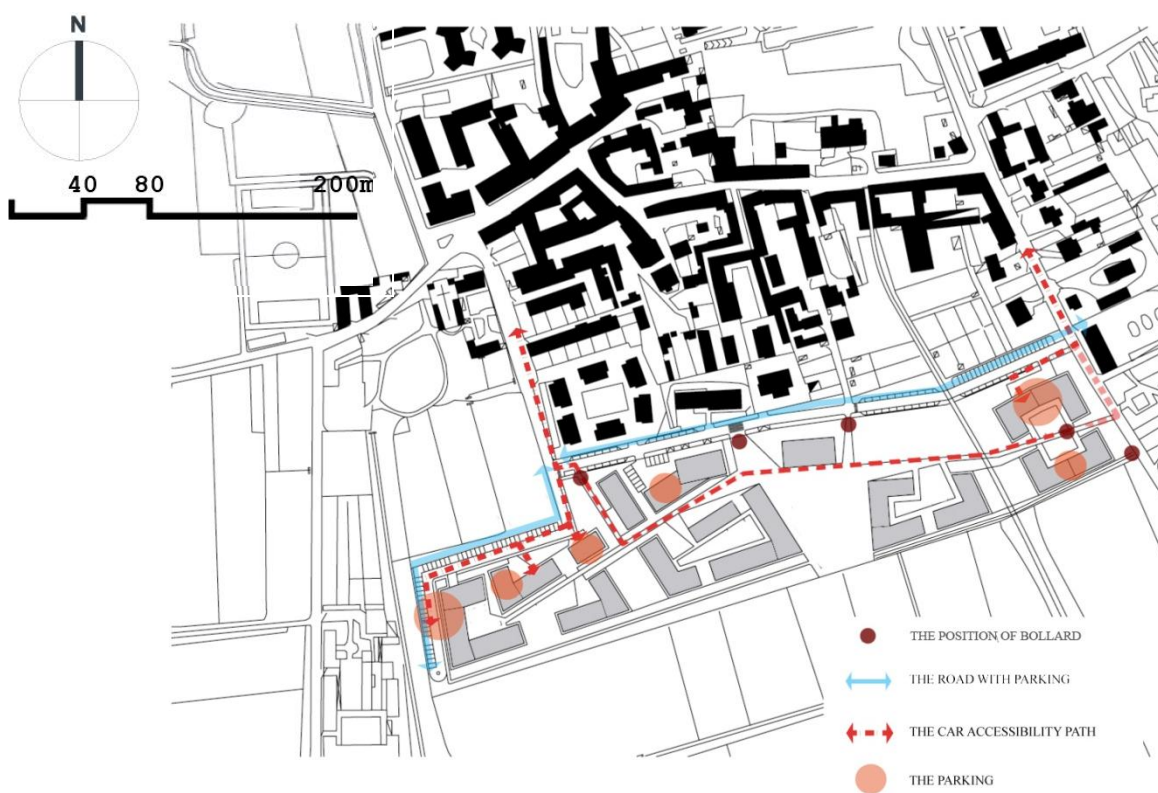 N
40 80 200m
THE POSITION OF BOLLARD
THE ROAD WITH PARKING
THE CAR ACCESSIBILITY PATH
THE PARKING